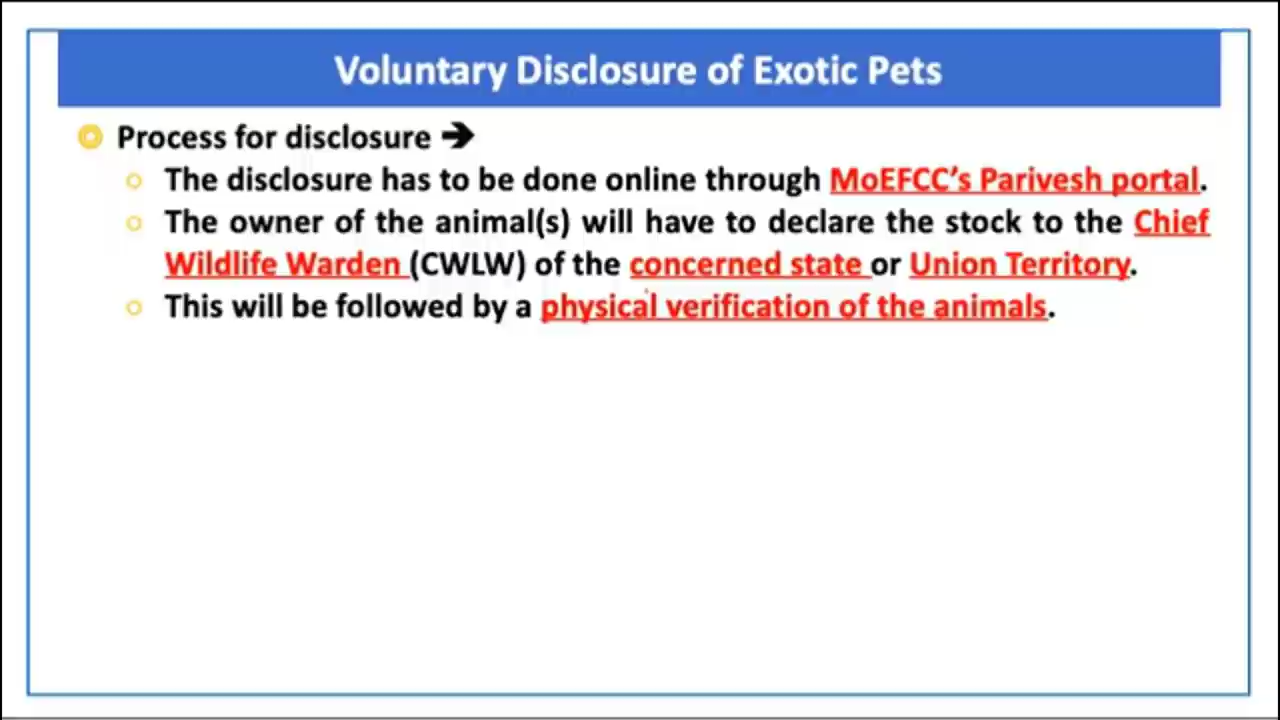 Voluntary Disclosure of Exotic Pets
Process for disclosure ➔
The disclosure has to be done online through MoEFCC’s Parivesh portal.
The owner of the animal(s) will have to declare the stock to the Chief
Wildlife Warden (CWLW) of the concerned state or Union Territory.
This will be followed by a physical verification of the animals.